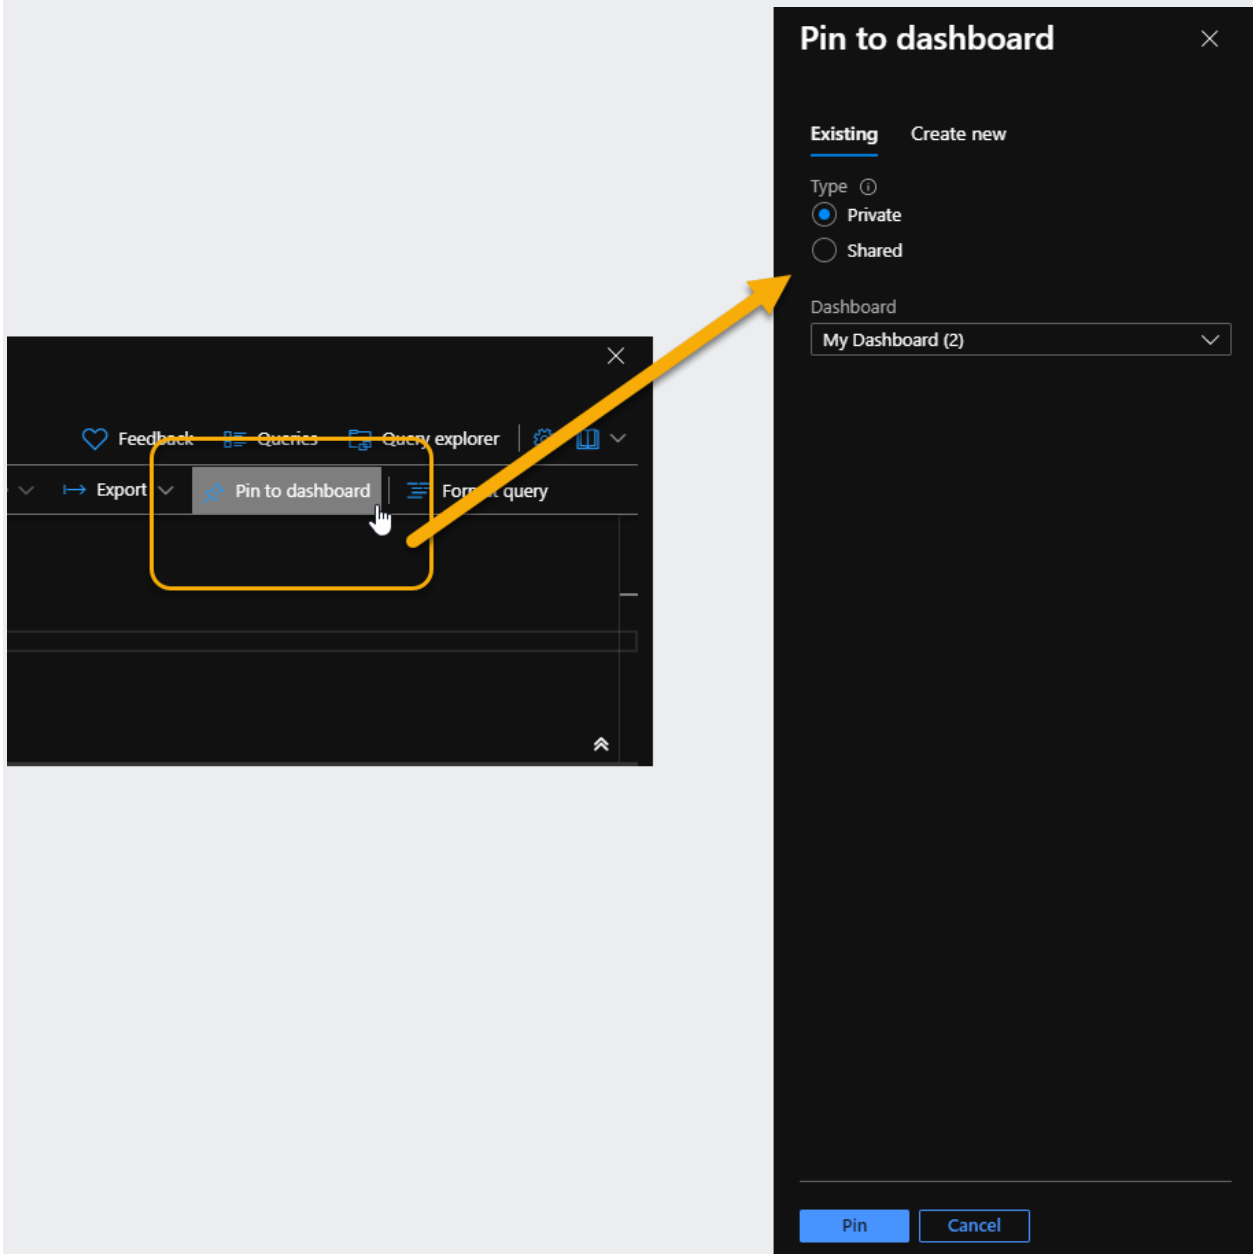 Pin to dashboard
Existing Create new
Type
Private
Shared
Dashboard
My Dashboard (2)
Feedback Queries Query explorer
Export Pin to dashboard Format query
Pin Cancel